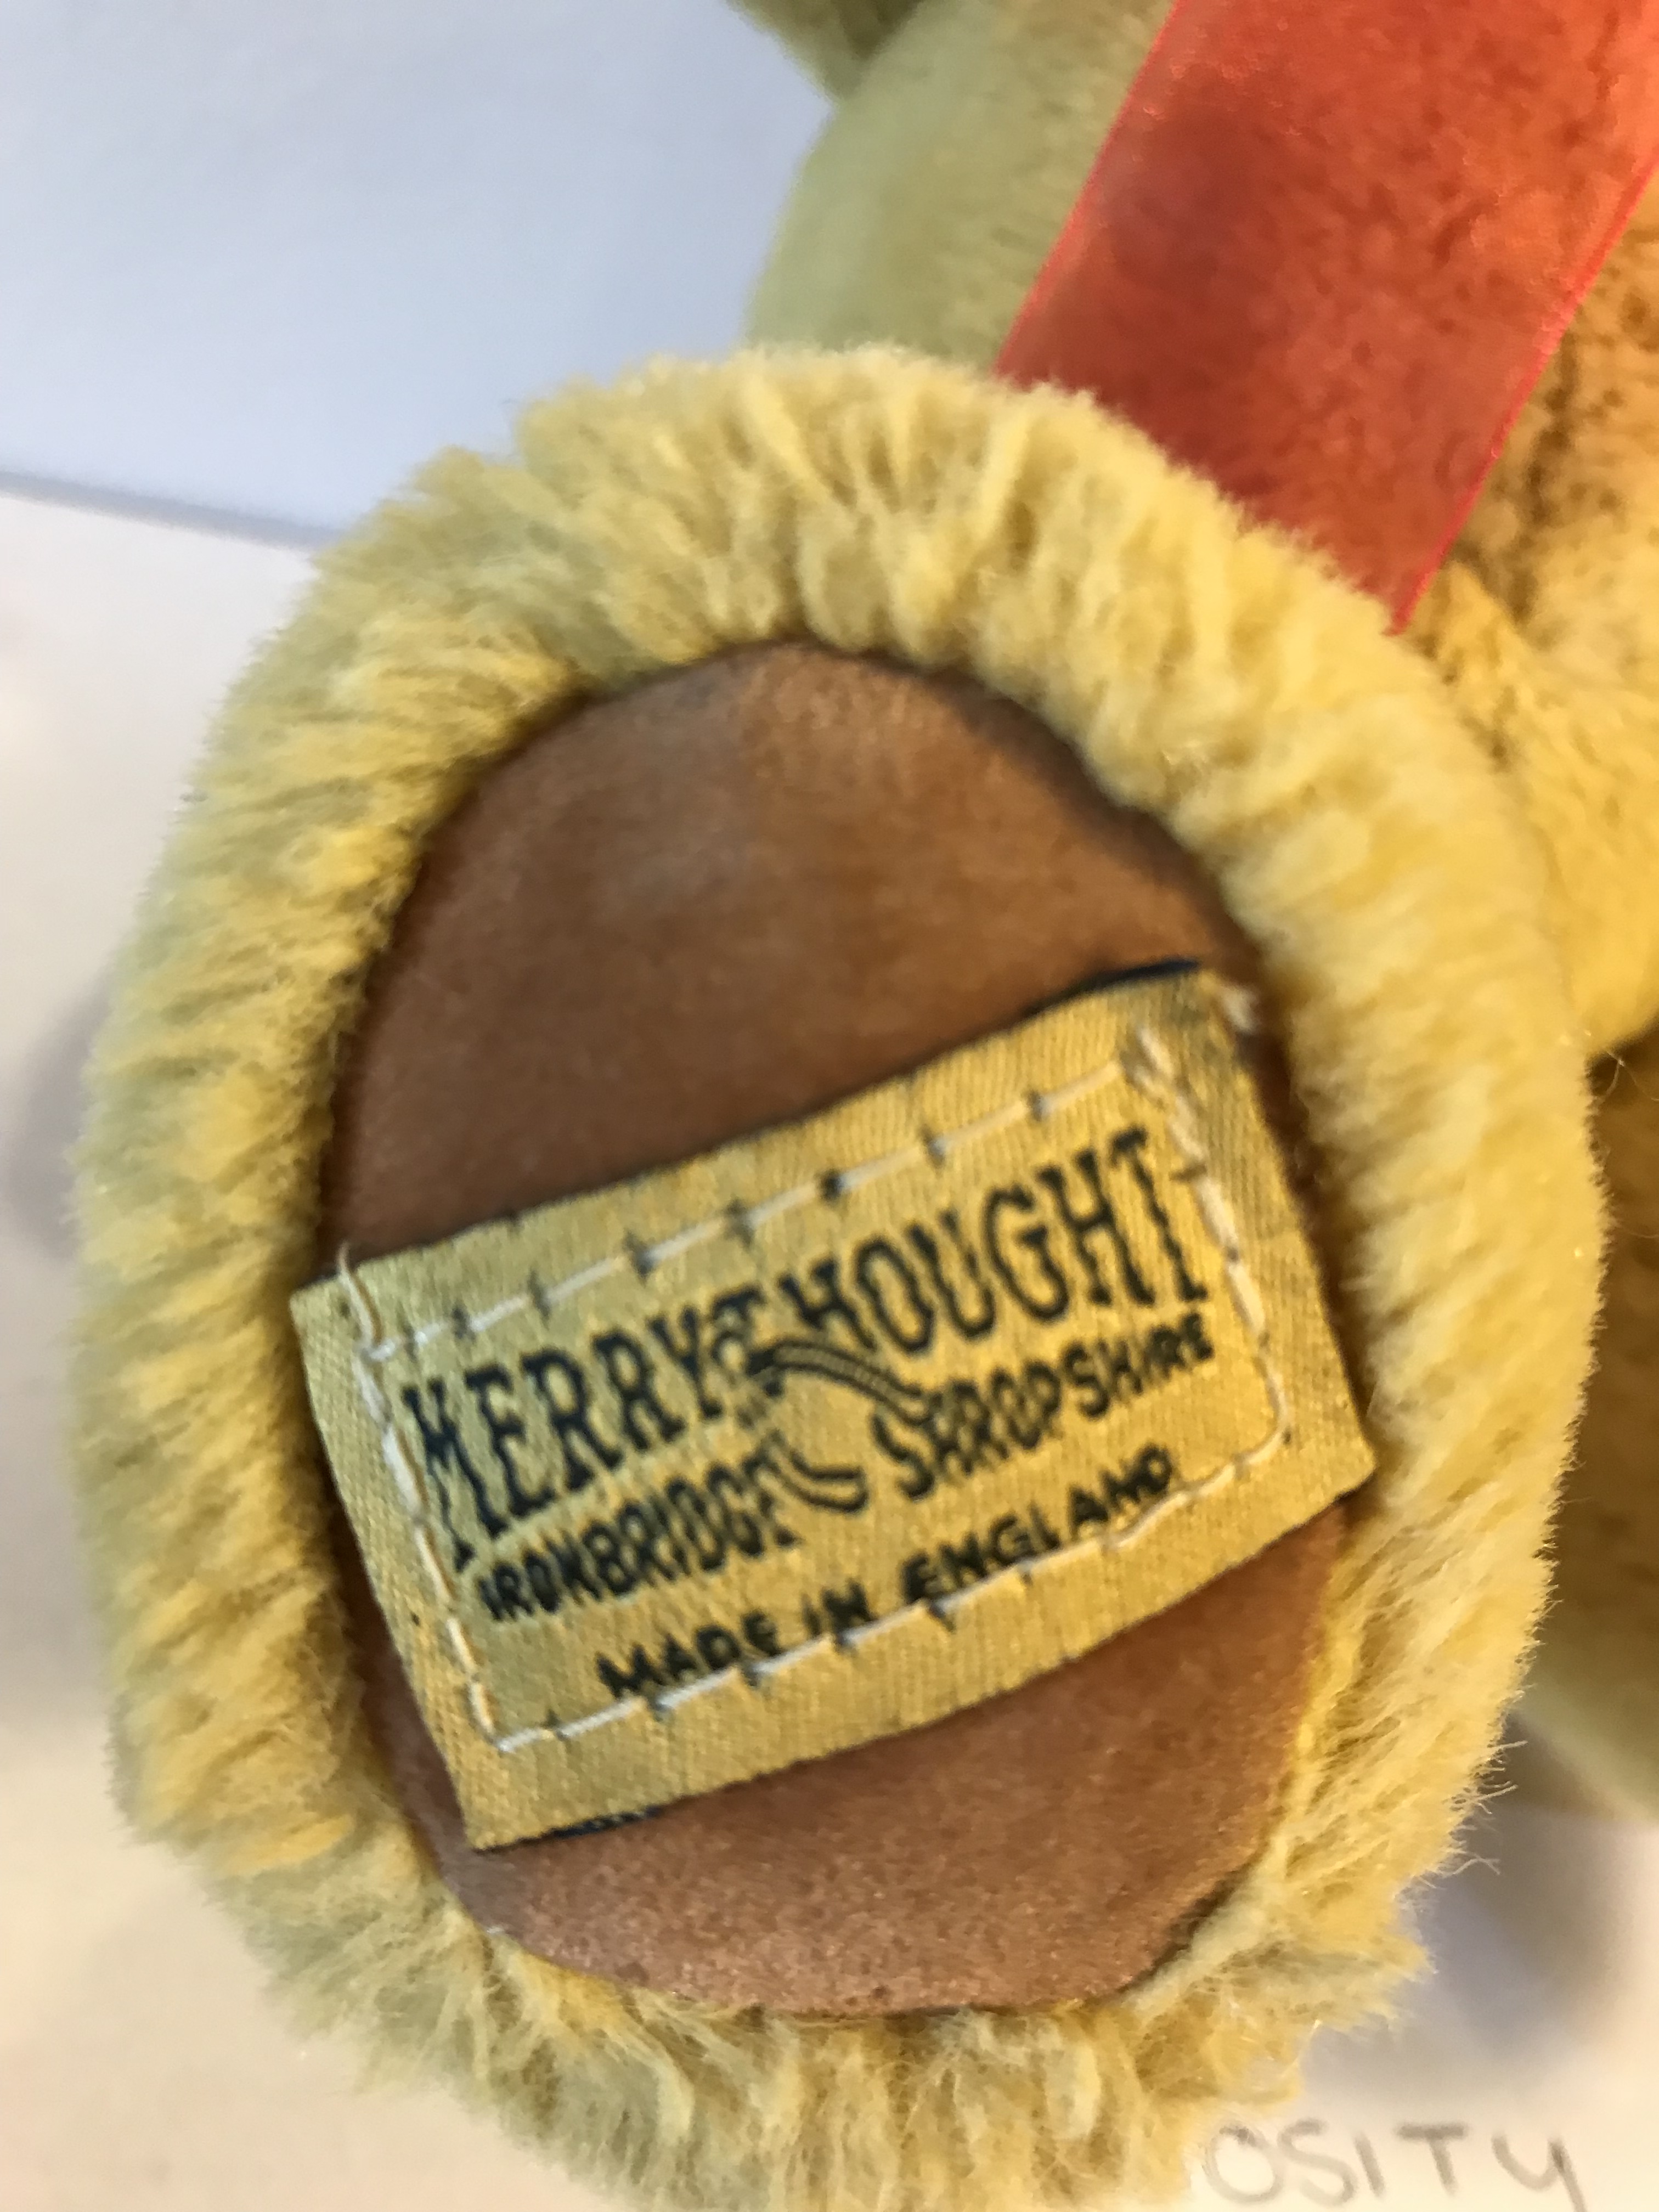 MERRYTHOUGHT
IRONBRIDGE SHROPSHIRE
MADE IN ENGLAND
OSITY